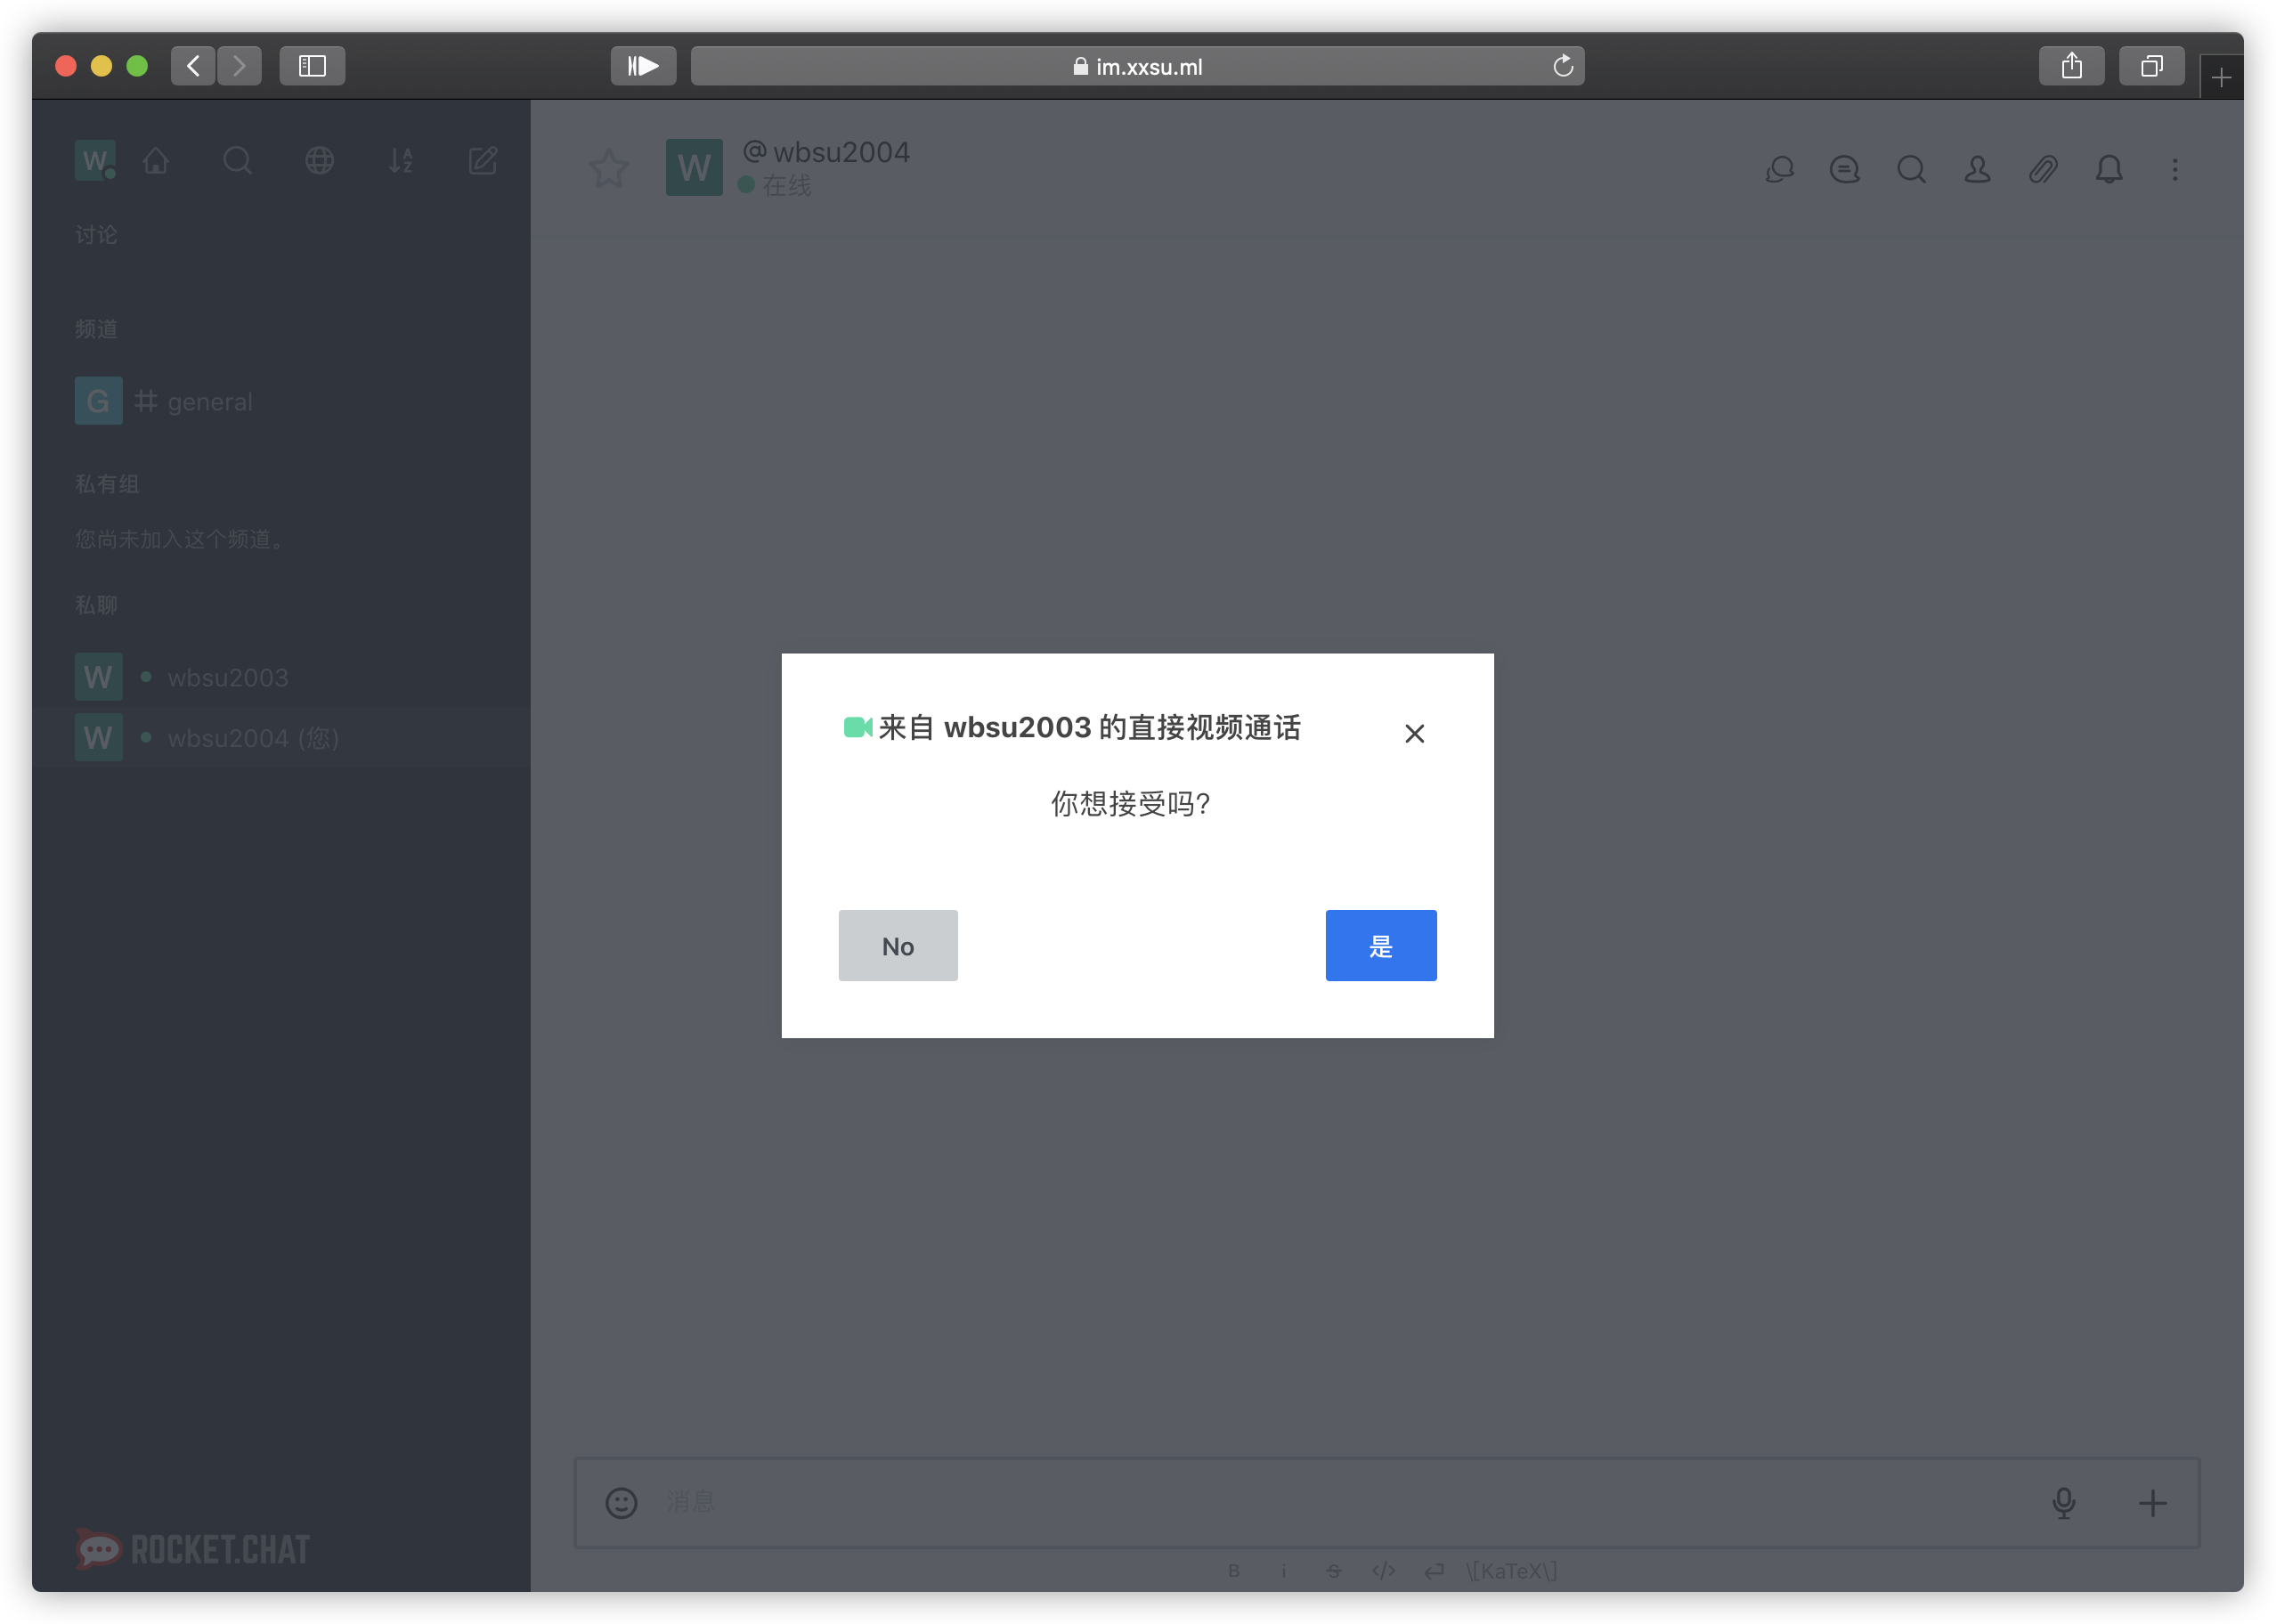 im.xxsu.ml
W
讨论
频道
G general
私有组
您尚未加入这个频道。
私聊
W wbsu2003
W wbsu2004 (您)
ROCKET.CHAT
W @wbsu2004
在线
来自 wbsu2003 的直接视频通话
你想接受吗?
No 是
消息
B i S </> \[KaTeX\]